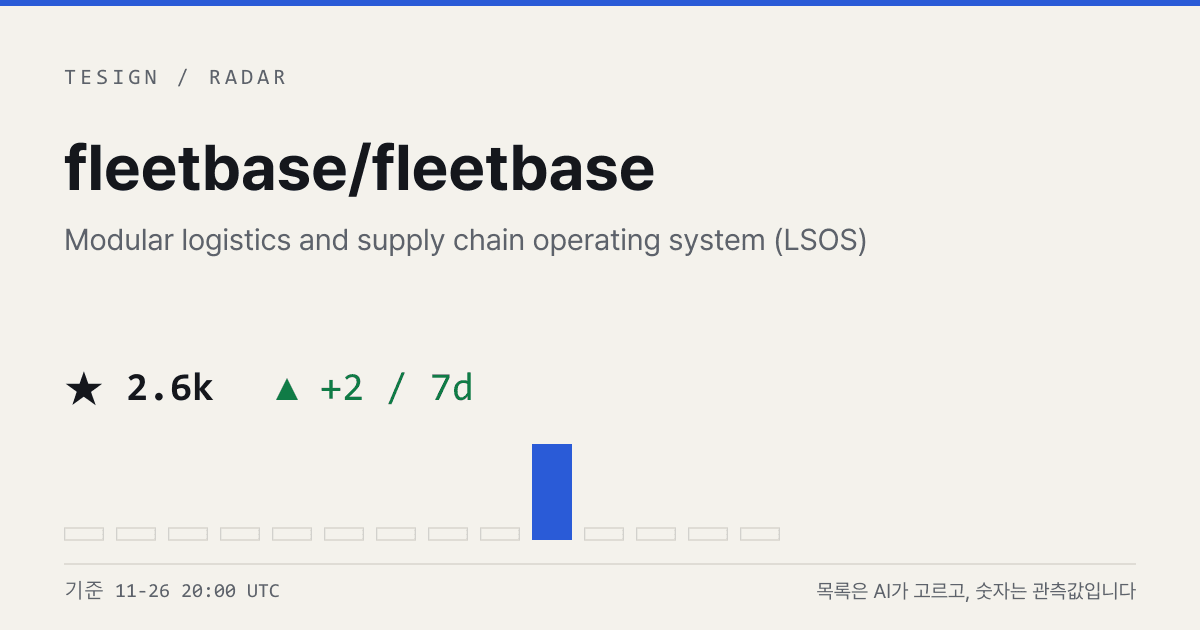 TESIGN / RADAR
fleetbase/fleetbase
Modular logistics and supply chain operating system (LSOS)
★ 2.6k ▲ +2 / 7d
기준 11-26 20:00 UTC
목록은 AI가 고르고, 숫자는 관측값입니다